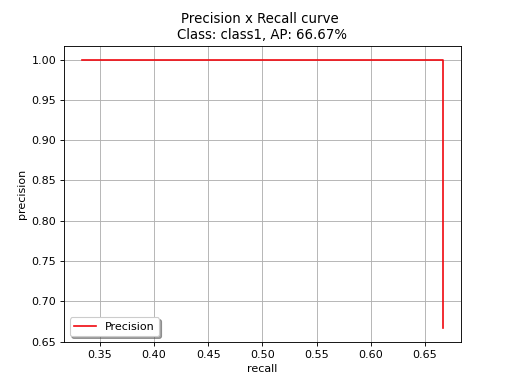 Precision x Recall curve
Class: class1, AP: 66.67%
precision
1.00
0.95
0.90
0.85
0.80
0.75
0.70
0.65
Precision
0.35 0.40 0.45 0.50 0.55 0.60 0.65
recall